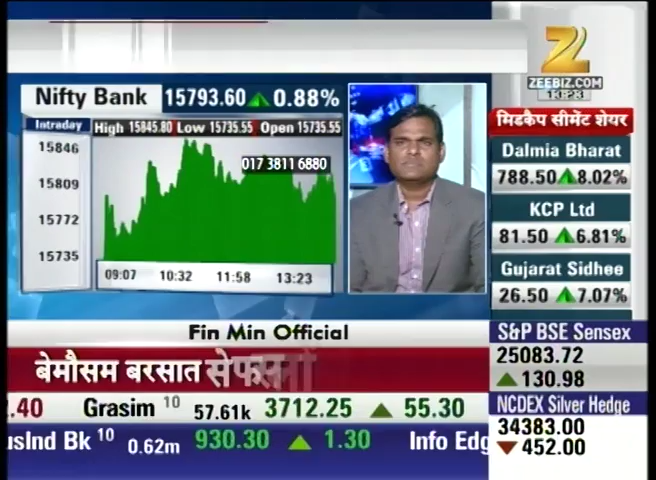 Z
ZEEBIZ.COM
13:23
Nifty Bank 15793.60 0.88%
Intraday High 15845.80 Low 15735.55 Open 15735.55
15846
15809
15772
15735
017 3811 6880
09:07 10:32 11:58 13:23
मिडकैप सीमेंट शेयर
Dalmia Bharat
788.50 8.02%
KCP Ltd
81.50 6.81%
Gujarat Sidhee
26.50 7.07%
Fin Min Official
बेमौसम बरसात से
S&P BSE Sensex
25083.72
130.98
NCDEX Silver Hedge
34383.00
452.00
2.40 Grasim 10 57.61k 3712.25 55.30
usInd Bk 10 0.62m 930.30 1.30 Info Edg